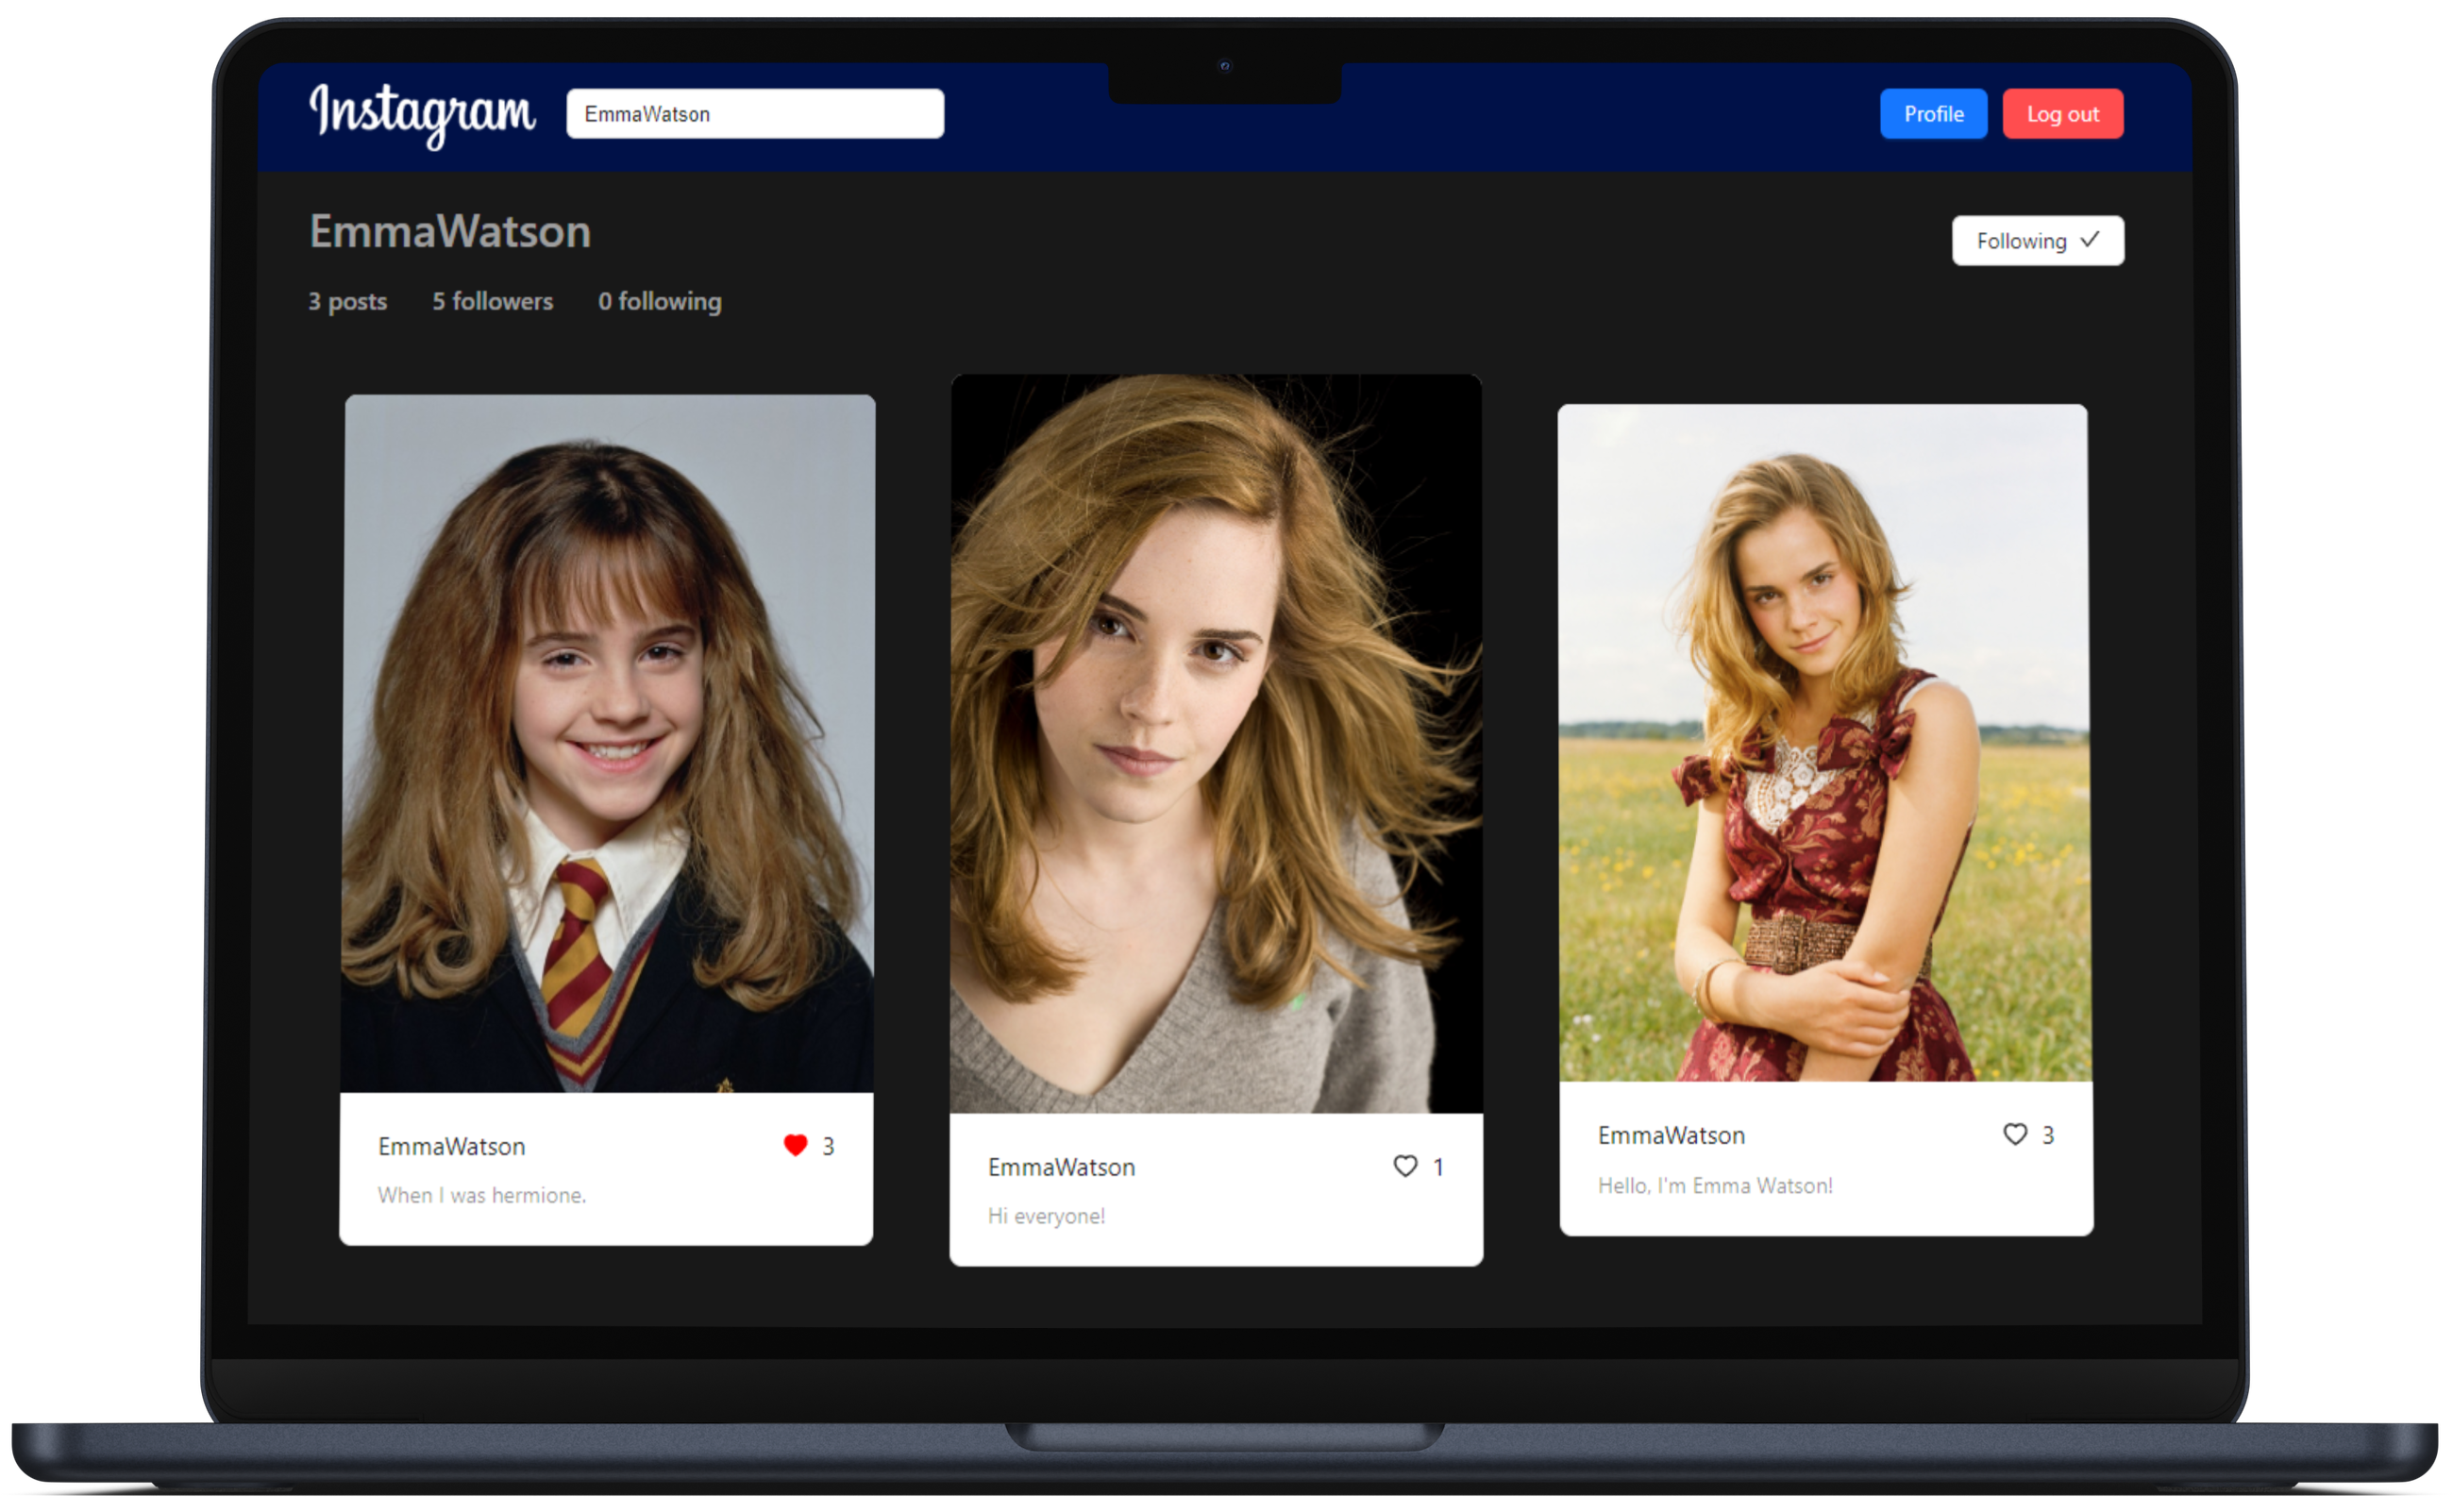 Instagram
EmmaWatson
Profile
Log out
EmmaWatson
Following
3 posts 5 followers 0 following
EmmaWatson 3
When I was hermione.
EmmaWatson 1
Hi everyone!
EmmaWatson 3
Hello, I'm Emma Watson!